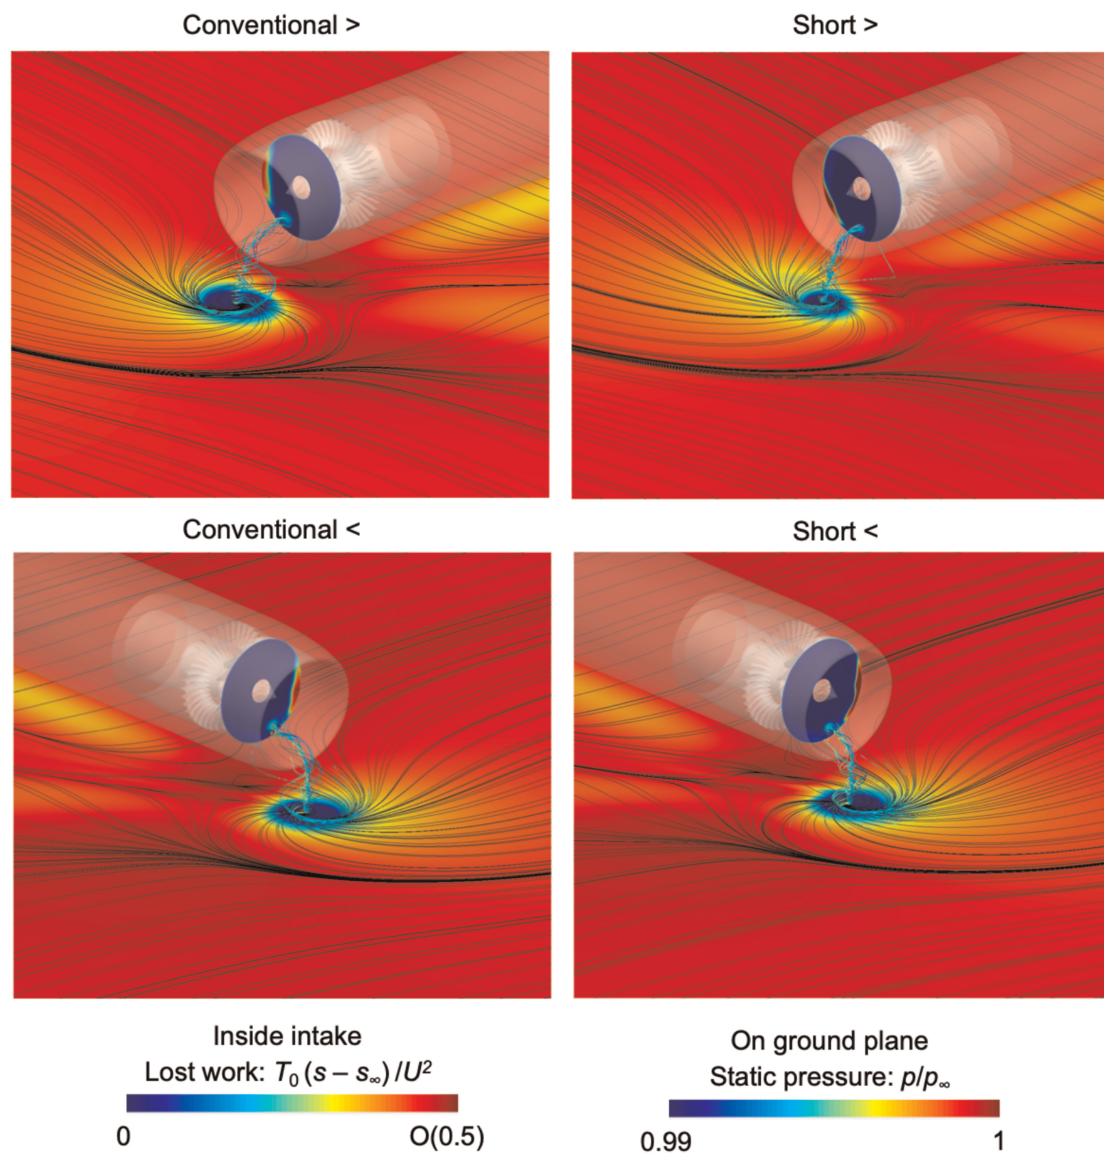 Conventional >
Short >
Conventional <
Short <
Inside intake
Lost work: T₀ (s – s∞) /U²
0
O(0.5)
On ground plane
Static pressure: p/p∞
0.99
1